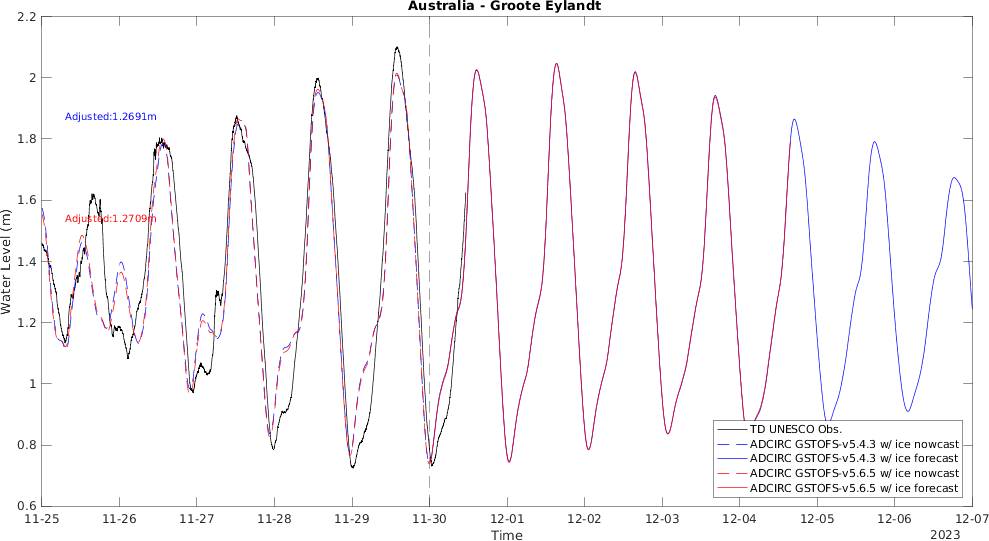 Australia - Groote Eylandt
Water Level (m)
2.2
2
1.8
1.6
1.4
1.2
1
0.8
0.6
Adjusted:1.2691m
Adjusted:1.2709m
TD UNESCO Obs.
ADCIRC GSTOFS-v5.4.3 w/ ice nowcast
ADCIRC GSTOFS-v5.4.3 w/ ice forecast
ADCIRC GSTOFS-v5.6.5 w/ ice nowcast
ADCIRC GSTOFS-v5.6.5 w/ ice forecast
11-25 11-26 11-27 11-28 11-29 11-30 12-01 12-02 12-03 12-04 12-05 12-06 12-07
Time
2023